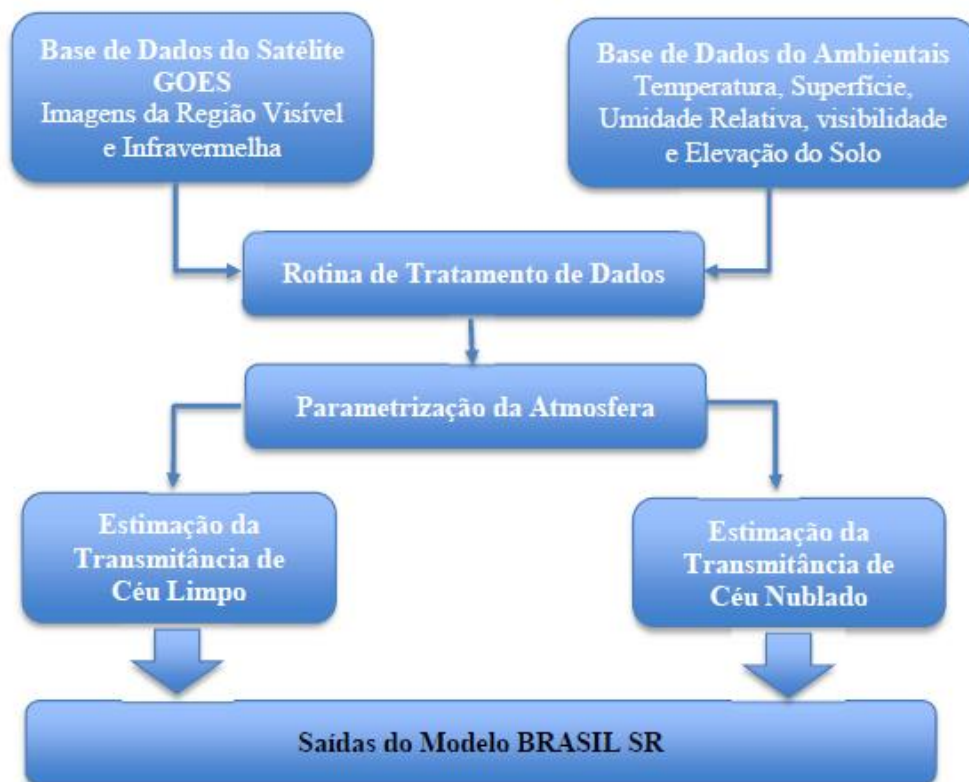 Base de Dados do Satélite
GOES
Imagens da Região Visível
e Infravermelha
Base de Dados do Ambientais
Temperatura, Superfície,
Umidade Relativa, visibilidade
e Elevação do Solo
Rotina de Tratamento de Dados
Parametrização da Atmosfera
Estimação da
Transmitância de
Céu Limpo
Estimação da
Transmitância de
Céu Nublado
Saídas do Modelo BRASIL SR